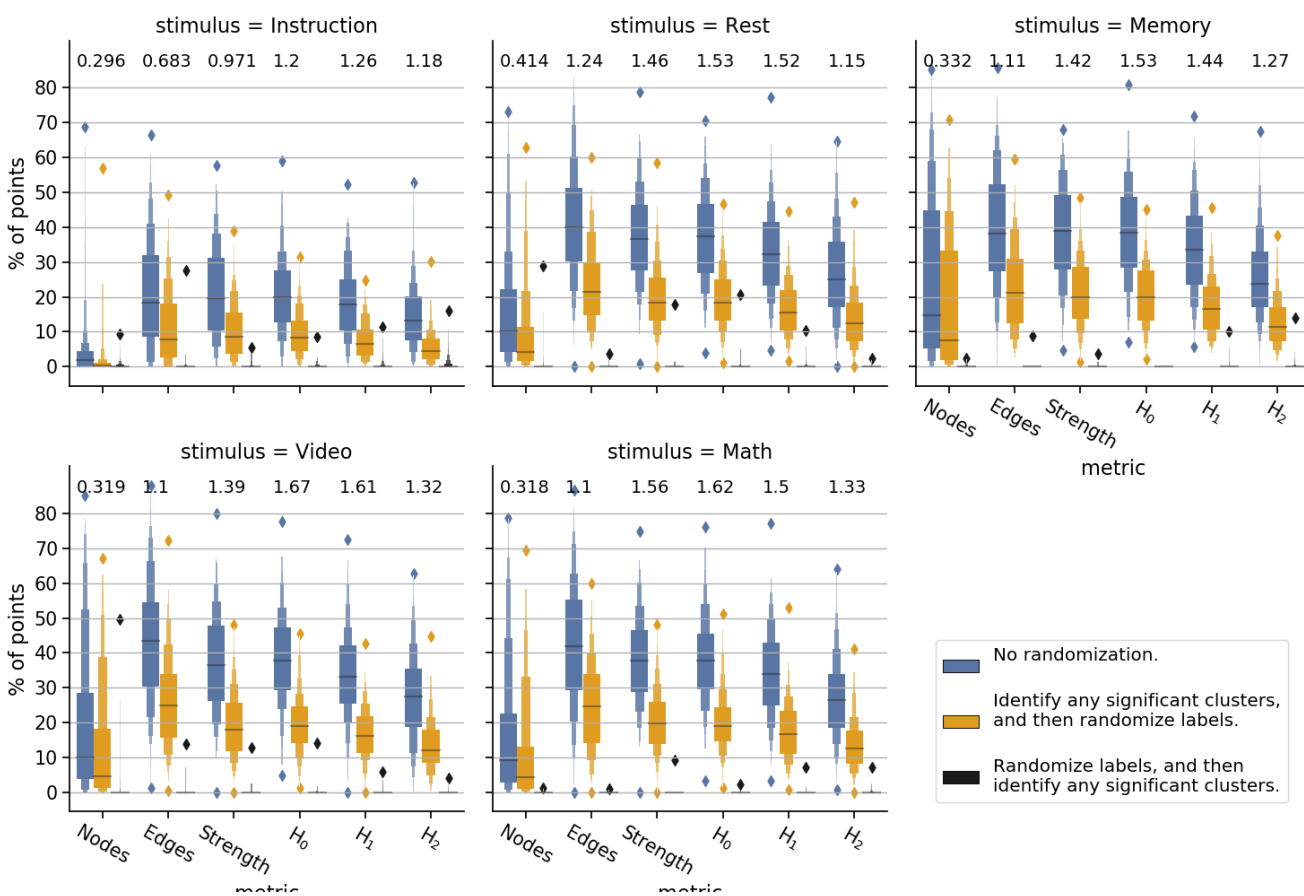 stimulus = Instruction
0.296 0.683 0.971 1.2 1.26 1.18
% of points
80
70
60
50
40
30
20
10
0
stimulus = Rest
0.414 1.24 1.46 1.53 1.52 1.15
stimulus = Memory
0.332 1.11 1.42 1.53 1.44 1.27
Nodes Edges Strength H₀ H₁ H₂
metric
stimulus = Video
0.319 1.1 1.39 1.67 1.61 1.32
% of points
80
70
60
50
40
30
20
10
0
Nodes Edges Strength H₀ H₁ H₂
metric
stimulus = Math
0.318 1.1 1.56 1.62 1.5 1.33
Nodes Edges Strength H₀ H₁ H₂
metric
No randomization.
Identify any significant clusters,
and then randomize labels.
Randomize labels, and then
identify any significant clusters.